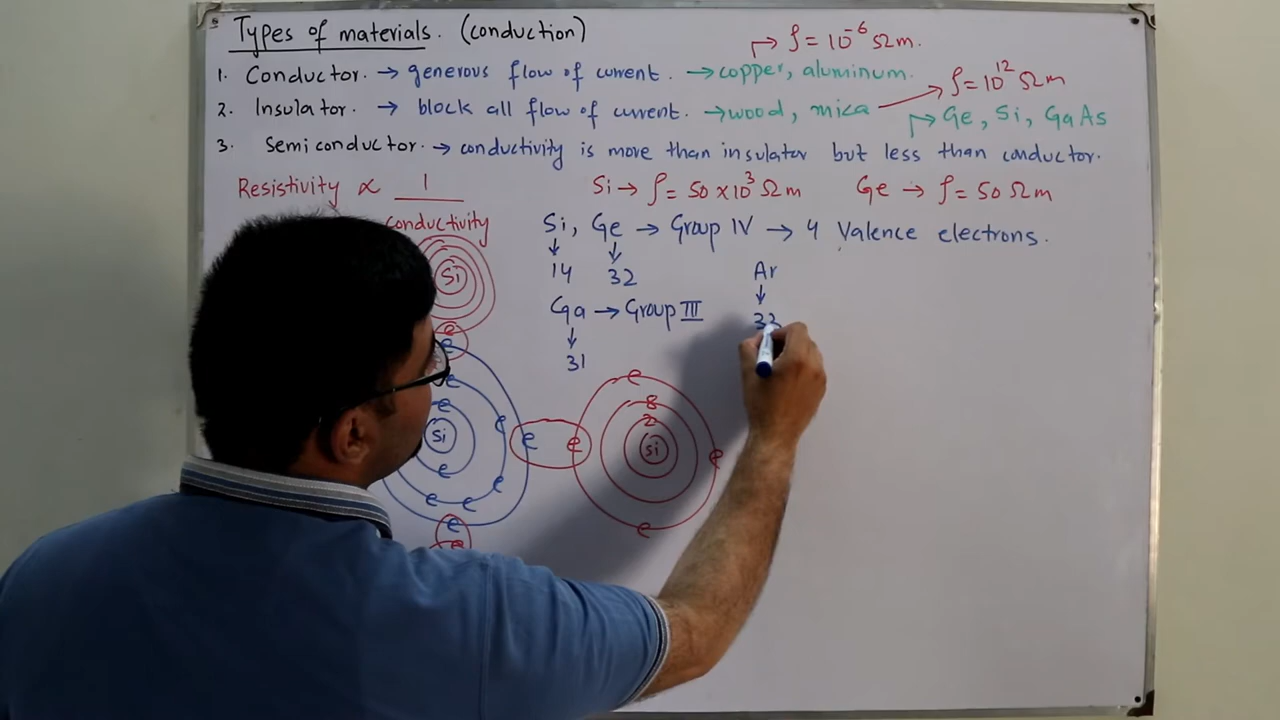 Types of materials. (conduction)
ρ = 10⁻⁶ Ωm.
1. Conductor. → generous flow of current. → copper, aluminum.
ρ = 10¹² Ωm
2. Insulator. → block all flow of current. → wood, mica
→ Ge, Si, GaAs
3. Semiconductor. → conductivity is more than insulator but less than conductor.
Resistivity ∝ 1
conductivity
Si → ρ = 50 × 10³ Ωm
Ge → ρ = 50 Ωm
Si, Ge → Group IV → 4 Valence electrons.
14 32
Ar
33
Ga → Group III
31
Si
e
e
e
e
Si
e
e
e
e
e
e
e
e
e
e
8
2
Si
e
e
e